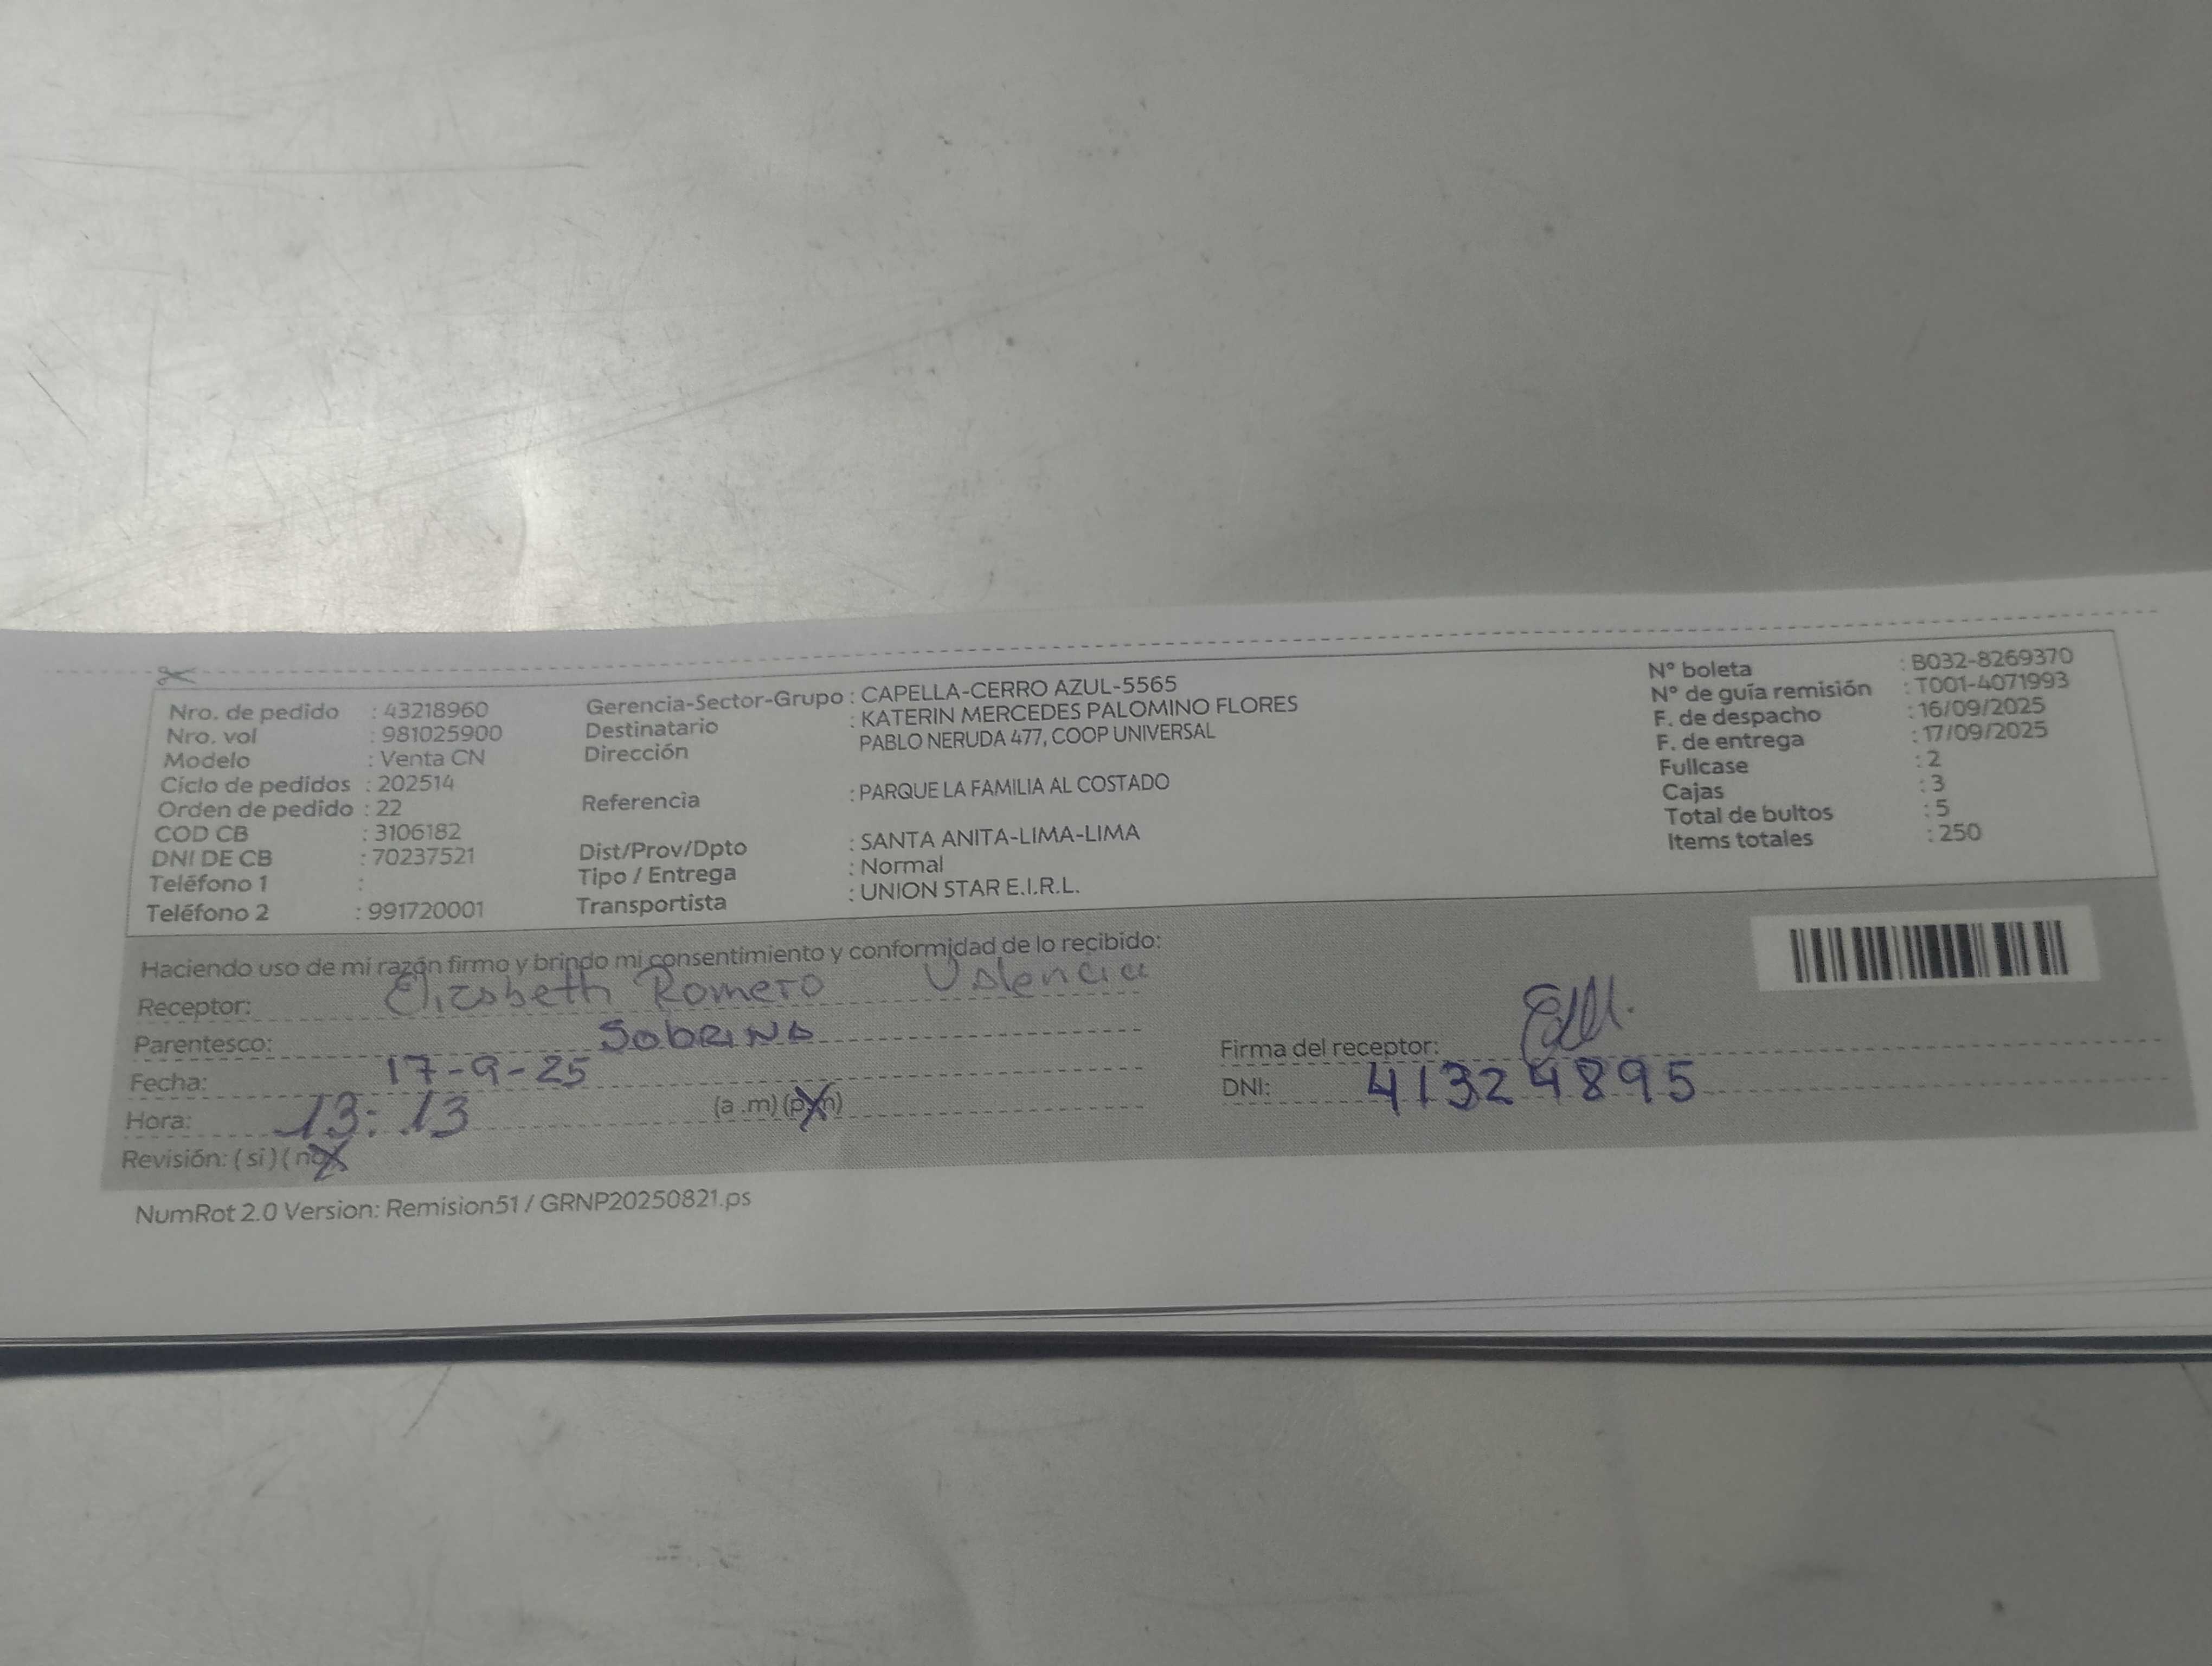 Nro. de pedido : 43218960
Nro. vol : 981025900
Modelo : Venta CN
Ciclo de pedidos : 202514
Orden de pedido : 22
COD CB : 3106182
DNI DE CB : 70237521
Teléfono 1 :
Teléfono 2 : 991720001
Gerencia-Sector-Grupo : CAPELLA-CERRO AZUL-5565
Destinatario : KATERIN MERCEDES PALOMINO FLORES
Dirección PABLO NERUDA 477, COOP UNIVERSAL
Referencia : PARQUE LA FAMILIA AL COSTADO
Dist/Prov/Dpto : SANTA ANITA-LIMA-LIMA
Tipo / Entrega : Normal
Transportista : UNION STAR E.I.R.L.
N° boleta : B032-8269370
N° de guía remisión : T001-4071993
F. de despacho : 16/09/2025
F. de entrega : 17/09/2025
Fullcase : 2
Cajas : 3
Total de bultos : 5
Items totales : 250
Haciendo uso de mi razón firmo y brindo mi consentimiento y conformidad de lo recibido:
Receptor: Elizabeth Romero Valencia
Parentesco: SobRINA
Fecha: 17-9-25
Hora: 13:13 (a .m) (p.m)
Revisión: ( si ) ( no )
Firma del receptor:
DNI: 41324895
NumRot 2.0 Version: Remision51 / GRNP20250821.ps